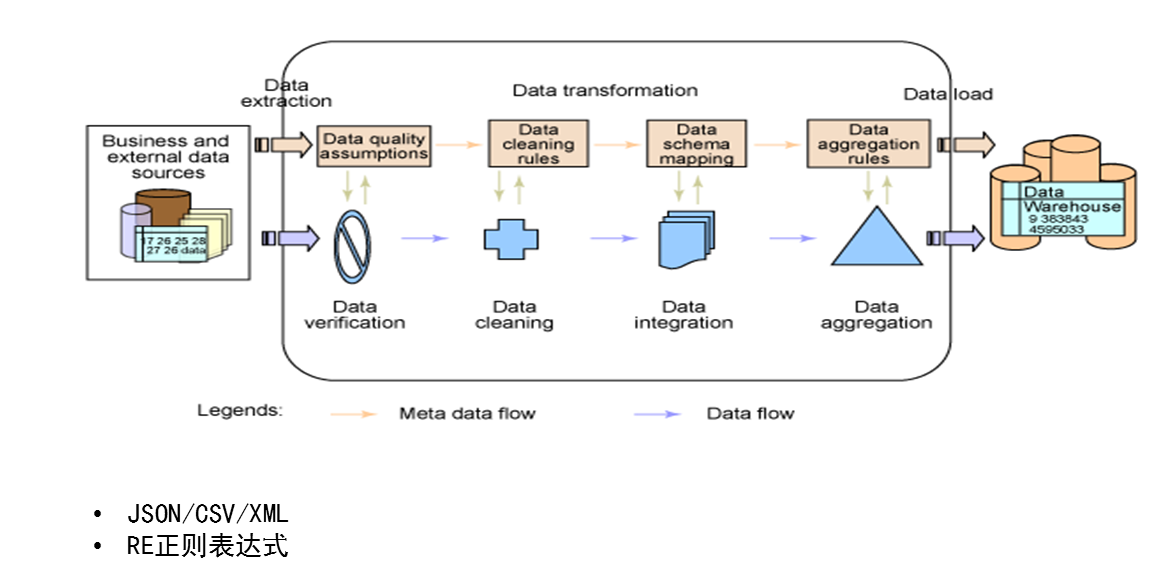 Data
extraction
Data transformation
Data load
Business and
external data
sources
17 26 25 28
27 26 data
Data quality
assumptions
Data
cleaning
rules
Data
schema
mapping
Data
aggregation
rules
Data
Warehouse
9 383843
4595033
Data
verification
Data
cleaning
Data
integration
Data
aggregation
Legends:
Meta data flow
Data flow
• JSON/CSV/XML
• RE正则表达式